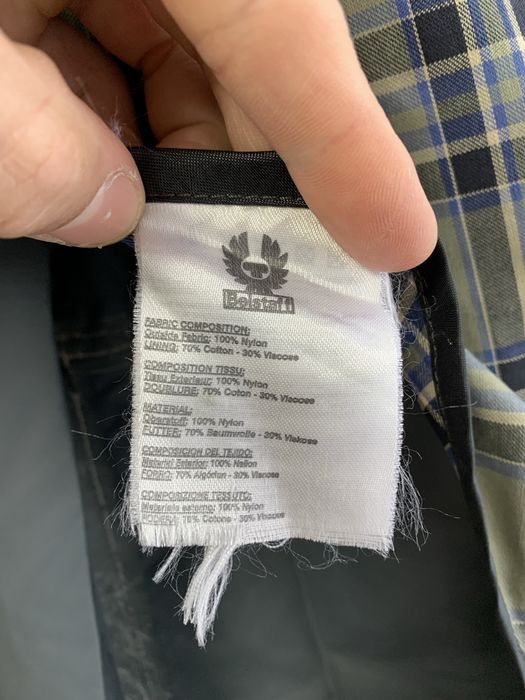 Belstaff
FABRIC COMPOSITION:
Outside Fabric: 100% Nylon
LINING: 70% Cotton - 30% Viscose
COMPOSITION TISSU:
Tissu Exterieur: 100% Nylon
DOUBLURE: 70% Coton - 30% Viscose
MATERIAL:
Oberstoff: 100% Nylon
FUTTER: 70% Baumwolle - 30% Viskose
COMPOSICION DEL TEJIDO:
Material Exterior: 100% Nailon
FORRO: 70% Algodon - 30% Viscose
COMPOSIZIONE TESSUTO:
Materiale esterno: 100% Nylon
FODERA: 70% Cotone - 30% Viscose